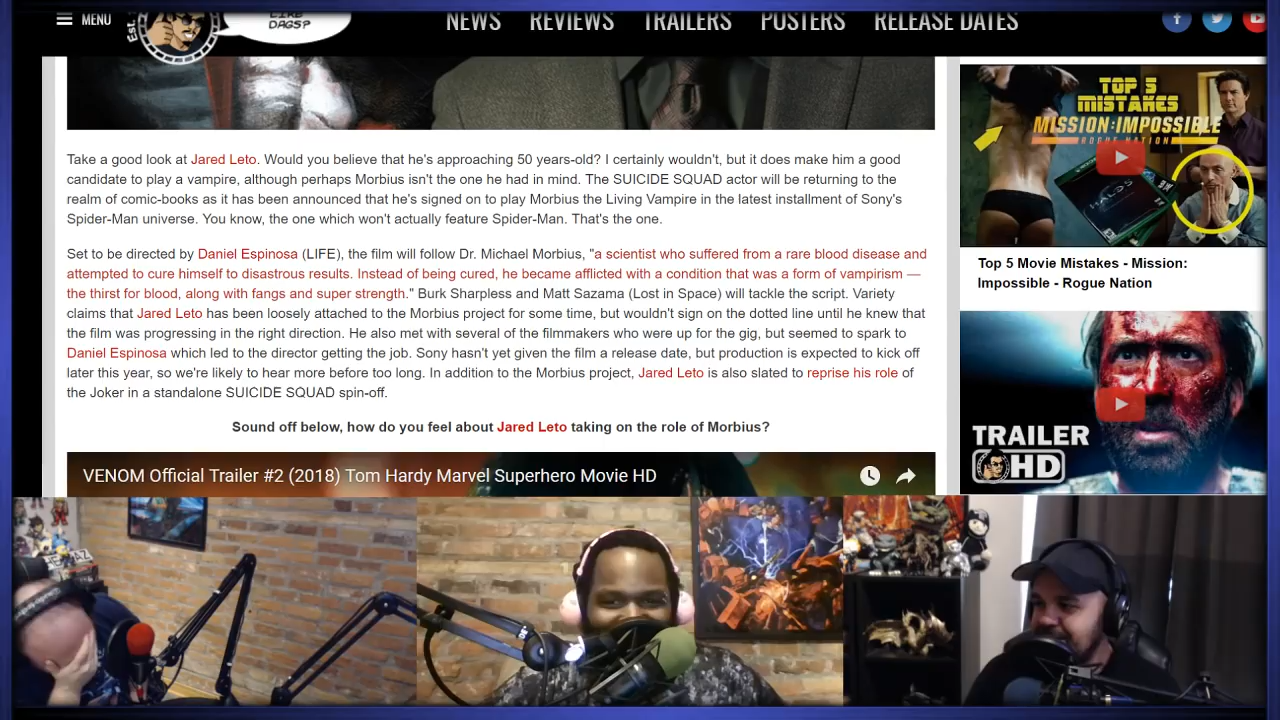 MENU
Est.
LIKE
DAGS?
NEWS
REVIEWS
TRAILERS
POSTERS
RELEASE DATES
Take a good look at Jared Leto. Would you believe that he's approaching 50 years-old? I certainly wouldn't, but it does make him a good
candidate to play a vampire, although perhaps Morbius isn't the one he had in mind. The SUICIDE SQUAD actor will be returning to the
realm of comic-books as it has been announced that he's signed on to play Morbius the Living Vampire in the latest installment of Sony's
Spider-Man universe. You know, the one which won't actually feature Spider-Man. That's the one.
Set to be directed by Daniel Espinosa (LIFE), the film will follow Dr. Michael Morbius, "a scientist who suffered from a rare blood disease and
attempted to cure himself to disastrous results. Instead of being cured, he became afflicted with a condition that was a form of vampirism —
the thirst for blood, along with fangs and super strength." Burk Sharpless and Matt Sazama (Lost in Space) will tackle the script. Variety
claims that Jared Leto has been loosely attached to the Morbius project for some time, but wouldn't sign on the dotted line until he knew that
the film was progressing in the right direction. He also met with several of the filmmakers who were up for the gig, but seemed to spark to
Daniel Espinosa which led to the director getting the job. Sony hasn't yet given the film a release date, but production is expected to kick off
later this year, so we're likely to hear more before too long. In addition to the Morbius project, Jared Leto is also slated to reprise his role of
the Joker in a standalone SUICIDE SQUAD spin-off.
Sound off below, how do you feel about Jared Leto taking on the role of Morbius?
VENOM Official Trailer #2 (2018) Tom Hardy Marvel Superhero Movie HD
TOP 5
MISTAKES
MISSION:IMPOSSIBLE
ROGUE NATION
HALO 5
Top 5 Movie Mistakes - Mission:
Impossible - Rogue Nation
TRAILER
HD